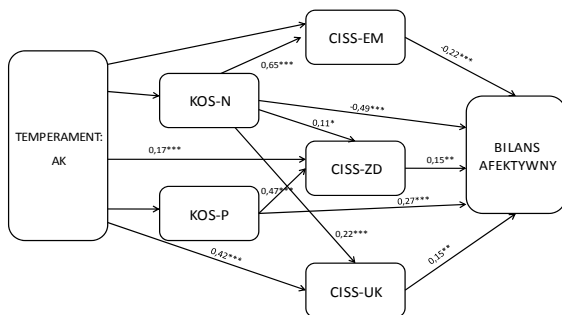 CISS-EM
-0,22***
0,65***
KOS-N
-0,49***
0,11*
TEMPERAMENT:
AK
BILANS
AFEKTYWNY
0,17***
CISS-ZD
0,15**
0,47***
KOS-P
0,27***
0,22***
0,42***
0,15**
CISS-UK